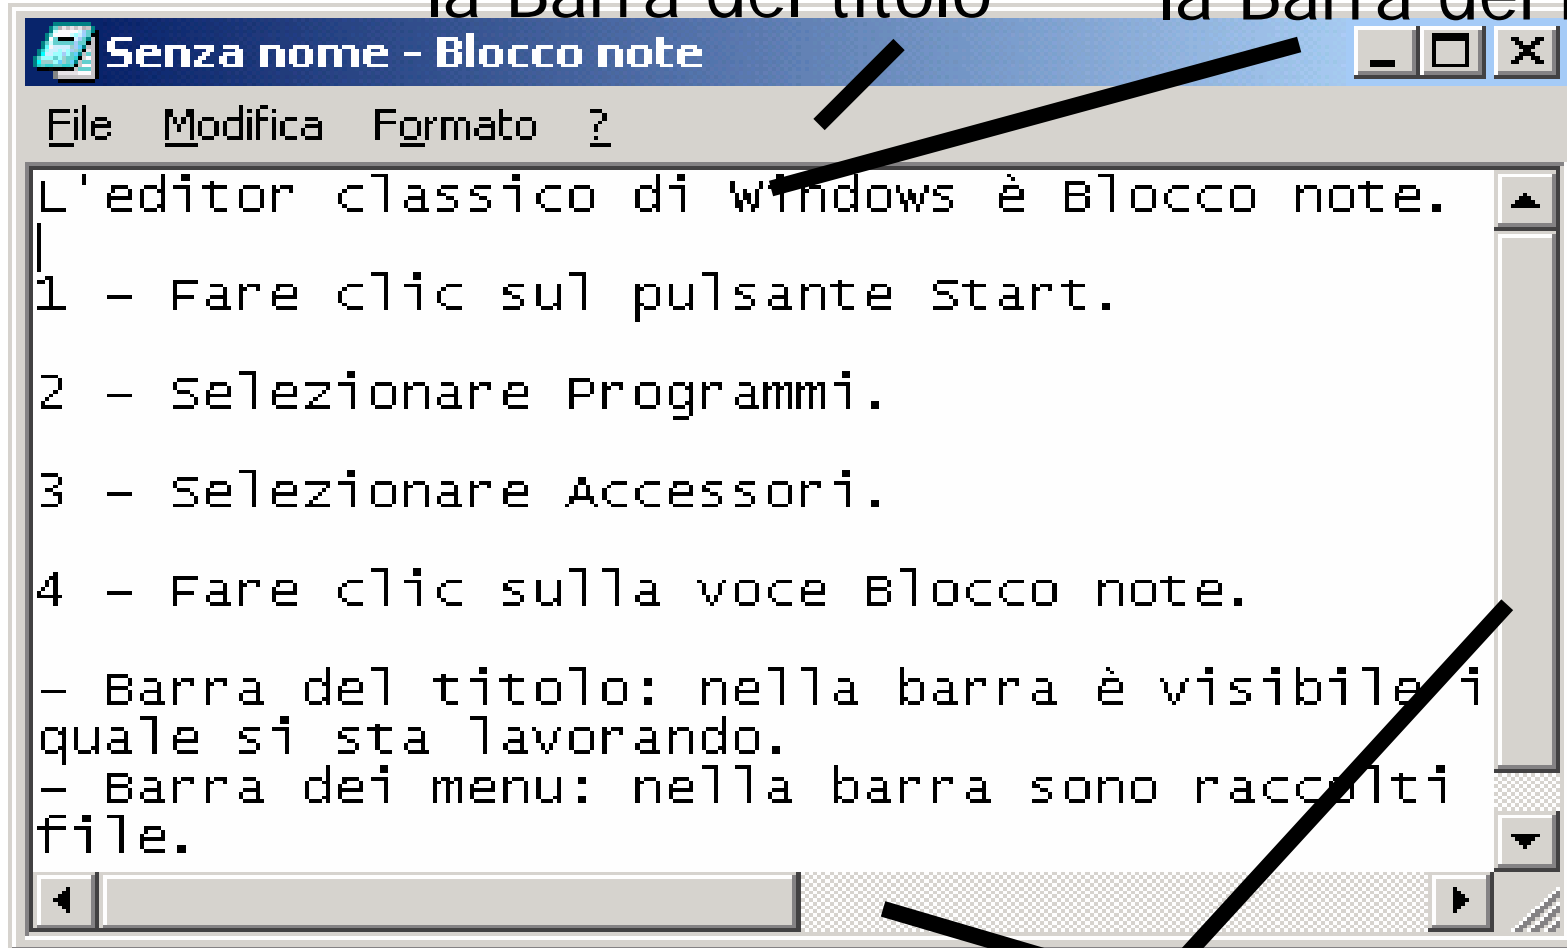 la Barra del titolo la Barra dei
Senza nome - Blocco note
File Modifica Formato ?
L'editor classico di Windows è Blocco note.
1 - Fare clic sul pulsante Start.
2 - Selezionare Programmi.
3 - Selezionare Accessori.
4 - Fare clic sulla voce Blocco note.
- Barra del titolo: nella barra è visibile i
quale si sta lavorando.
- Barra dei menu: nella barra sono raccolti
file.